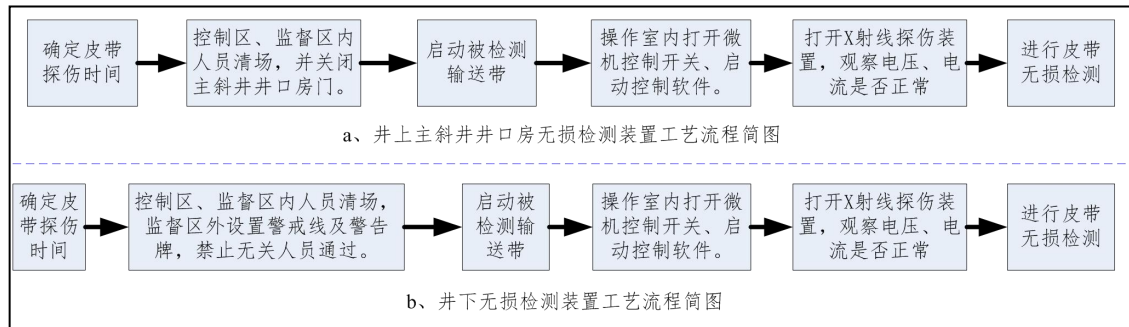 确定皮带
探伤时间
控制区、监督区内
人员清场，并关闭
主斜井井口房门。
启动被检测
输送带
操作室内打开微
机控制开关、启
动控制软件。
打开X射线探伤装
置，观察电压、电
流是否正常
进行皮带
无损检测
a、井上主斜井井口房无损检测装置工艺流程简图
确定皮
带探伤
时间
控制区、监督区内人员清场，
监督区外设置警戒线及警告
牌，禁止无关人员通过。
启动被
检测输
送带
操作室内打开微
机控制开关、启
动控制软件。
打开X射线探伤装
置，观察电压、电
流是否正常
进行皮带
无损检测
b、井下无损检测装置工艺流程简图